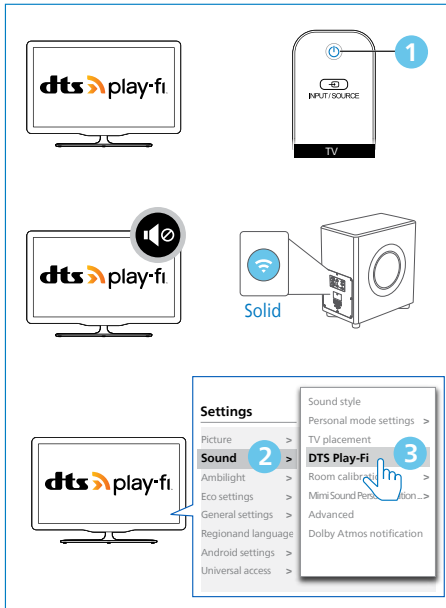 dts play-fi
1
INPUT/SOURCE
TV
dts play-fi
Solid
dts play-fi
Settings
Picture >
Sound 2 >
Ambilight >
Eco settings >
General settings >
Regionand language
Android settings >
Universal access >
Sound style
Personal mode settings >
TV placement
DTS Play-Fi 3
Room calibration >
Mimi Sound Personalization >
Advanced
Dolby Atmos notification